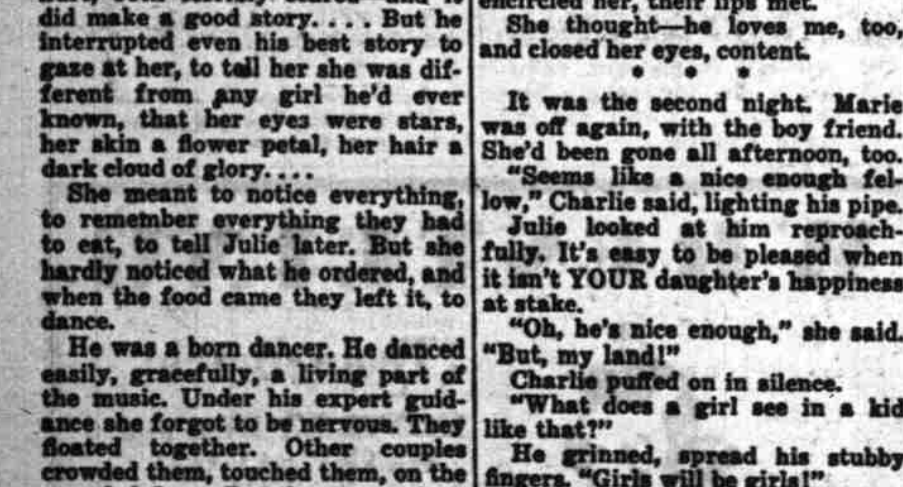 did make a good story. . . . But he
interrupted even his best story to
gaze at her, to tell her she was dif-
ferent from any girl he'd ever
known, that her eyes were stars,
her skin a flower petal, her hair a
dark cloud of glory. . . .
She meant to notice everything,
to remember everything they had
to eat, to tell Julie later. But she
hardly noticed what he ordered, and
when the food came they left it, to
dance.
He was a born dancer. He danced
easily, gracefully, a living part of
the music. Under his expert guid-
ance she forgot to be nervous. They
floated together. Other couples
crowded them, touched them, on the
encircled her, their lips met.
She thought—he loves me, too,
and closed her eyes, content.
* * *
It was the second night. Marie
was off again, with the boy friend.
She'd been gone all afternoon, too.
"Seems like a nice enough fel-
low," Charlie said, lighting his pipe.
Julie looked at him reproach-
fully. It's easy to be pleased when
it isn't YOUR daughter's happiness
at stake.
"Oh, he's nice enough," she said.
"But, my land!"
Charlie puffed on in silence.
"What does a girl see in a kid
like that?"
He grinned, spread his stubby
fingers. "Girls will be girls!"